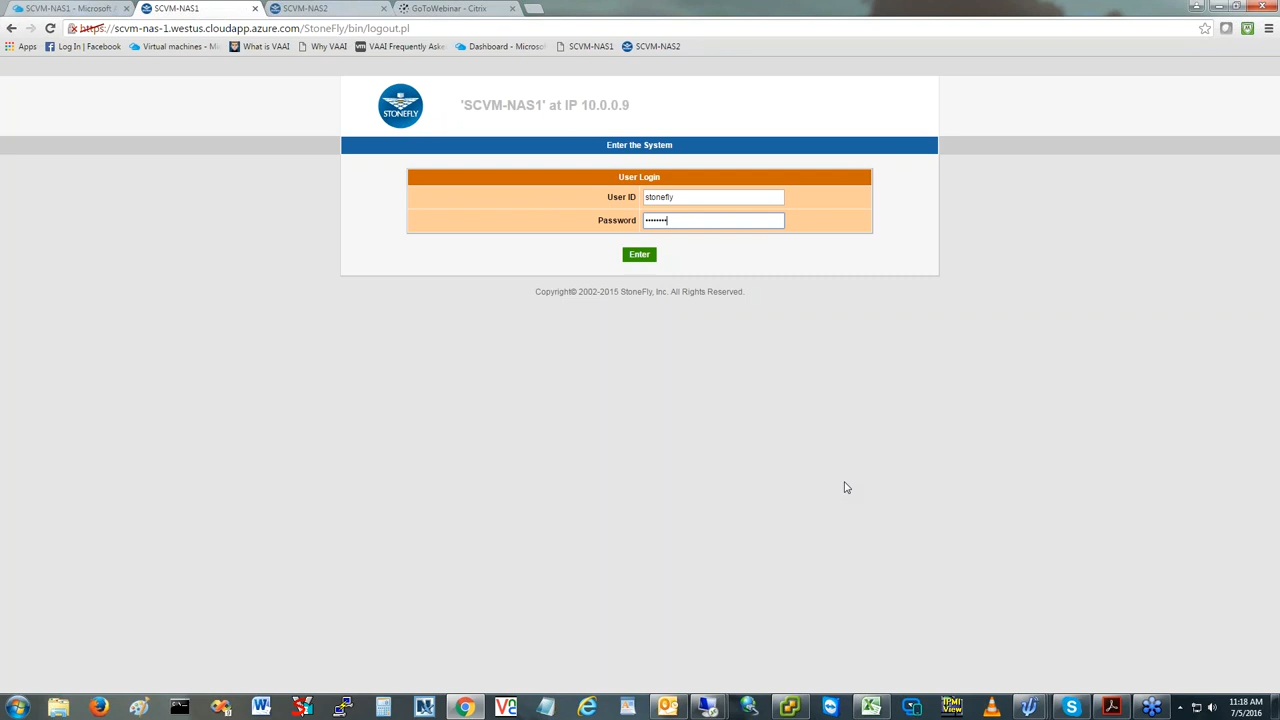 SCVM-NAS1 - Microsoft A
SCVM-NAS1
SCVM-NAS2
GoToWebinar - Citrix
https://scvm-nas-1.westus.cloudapp.azure.com/StoneFly/bin/logout.pl
Apps
Log In | Facebook
Virtual machines - Mi
What is VAAI
Why VAAI
VAAI Frequently Aske
Dashboard - Microso
SCVM-NAS1
SCVM-NAS2
STONEFLY
'SCVM-NAS1' at IP 10.0.0.9
Enter the System
User Login
User ID stonefly
Password ••••••••
Enter
Copyright© 2002-2015 StoneFly, Inc. All Rights Reserved.
11:18 AM
7/5/2016